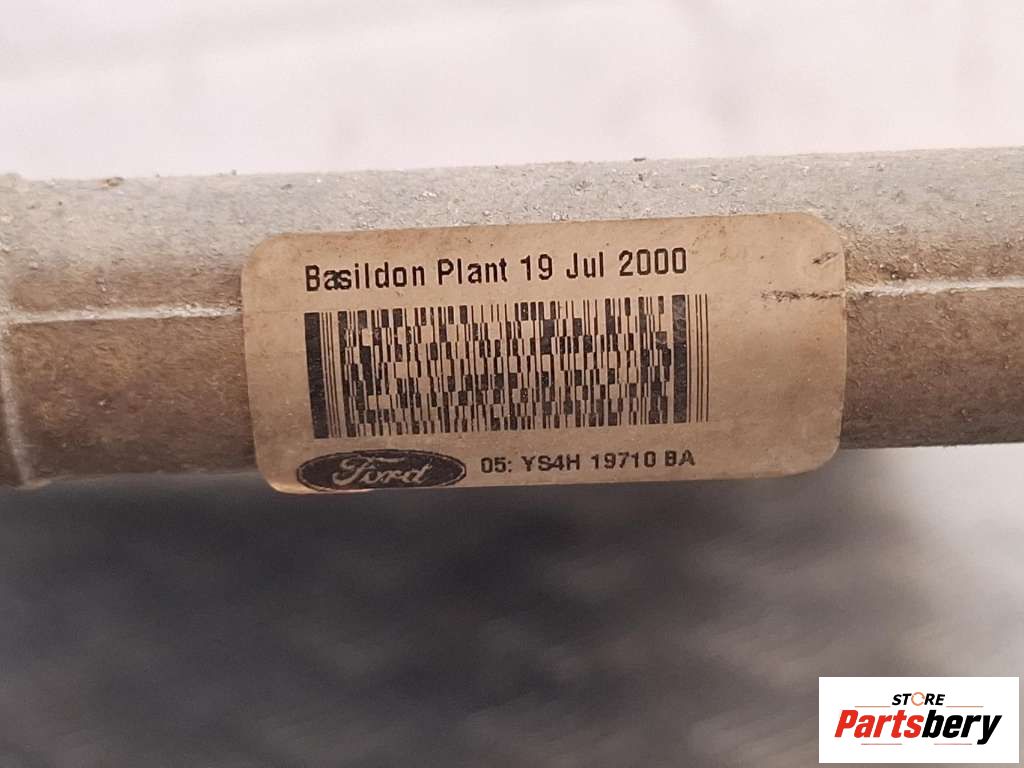 Basildon Plant 19 Jul 2000
Ford
05: YS4H 19710 BA
STORE
Partsbery